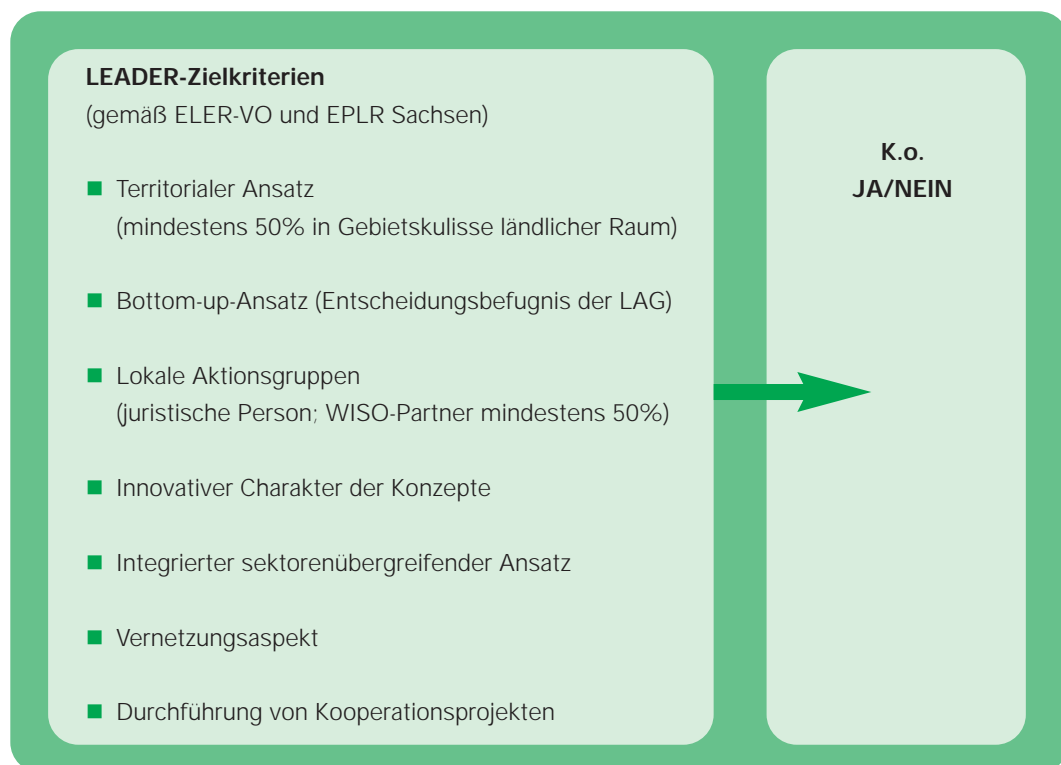 LEADER-Zielkriterien
(gemäß ELER-VO und EPLR Sachsen)
Territorialer Ansatz
(mindestens 50% in Gebietskulisse ländlicher Raum)
Bottom-up-Ansatz (Entscheidungsbefugnis der LAG)
Lokale Aktionsgruppen
(juristische Person; WISO-Partner mindestens 50%)
Innovativer Charakter der Konzepte
Integrierter sektorenübergreifender Ansatz
Vernetzungsaspekt
Durchführung von Kooperationsprojekten
K.o.
JA/NEIN